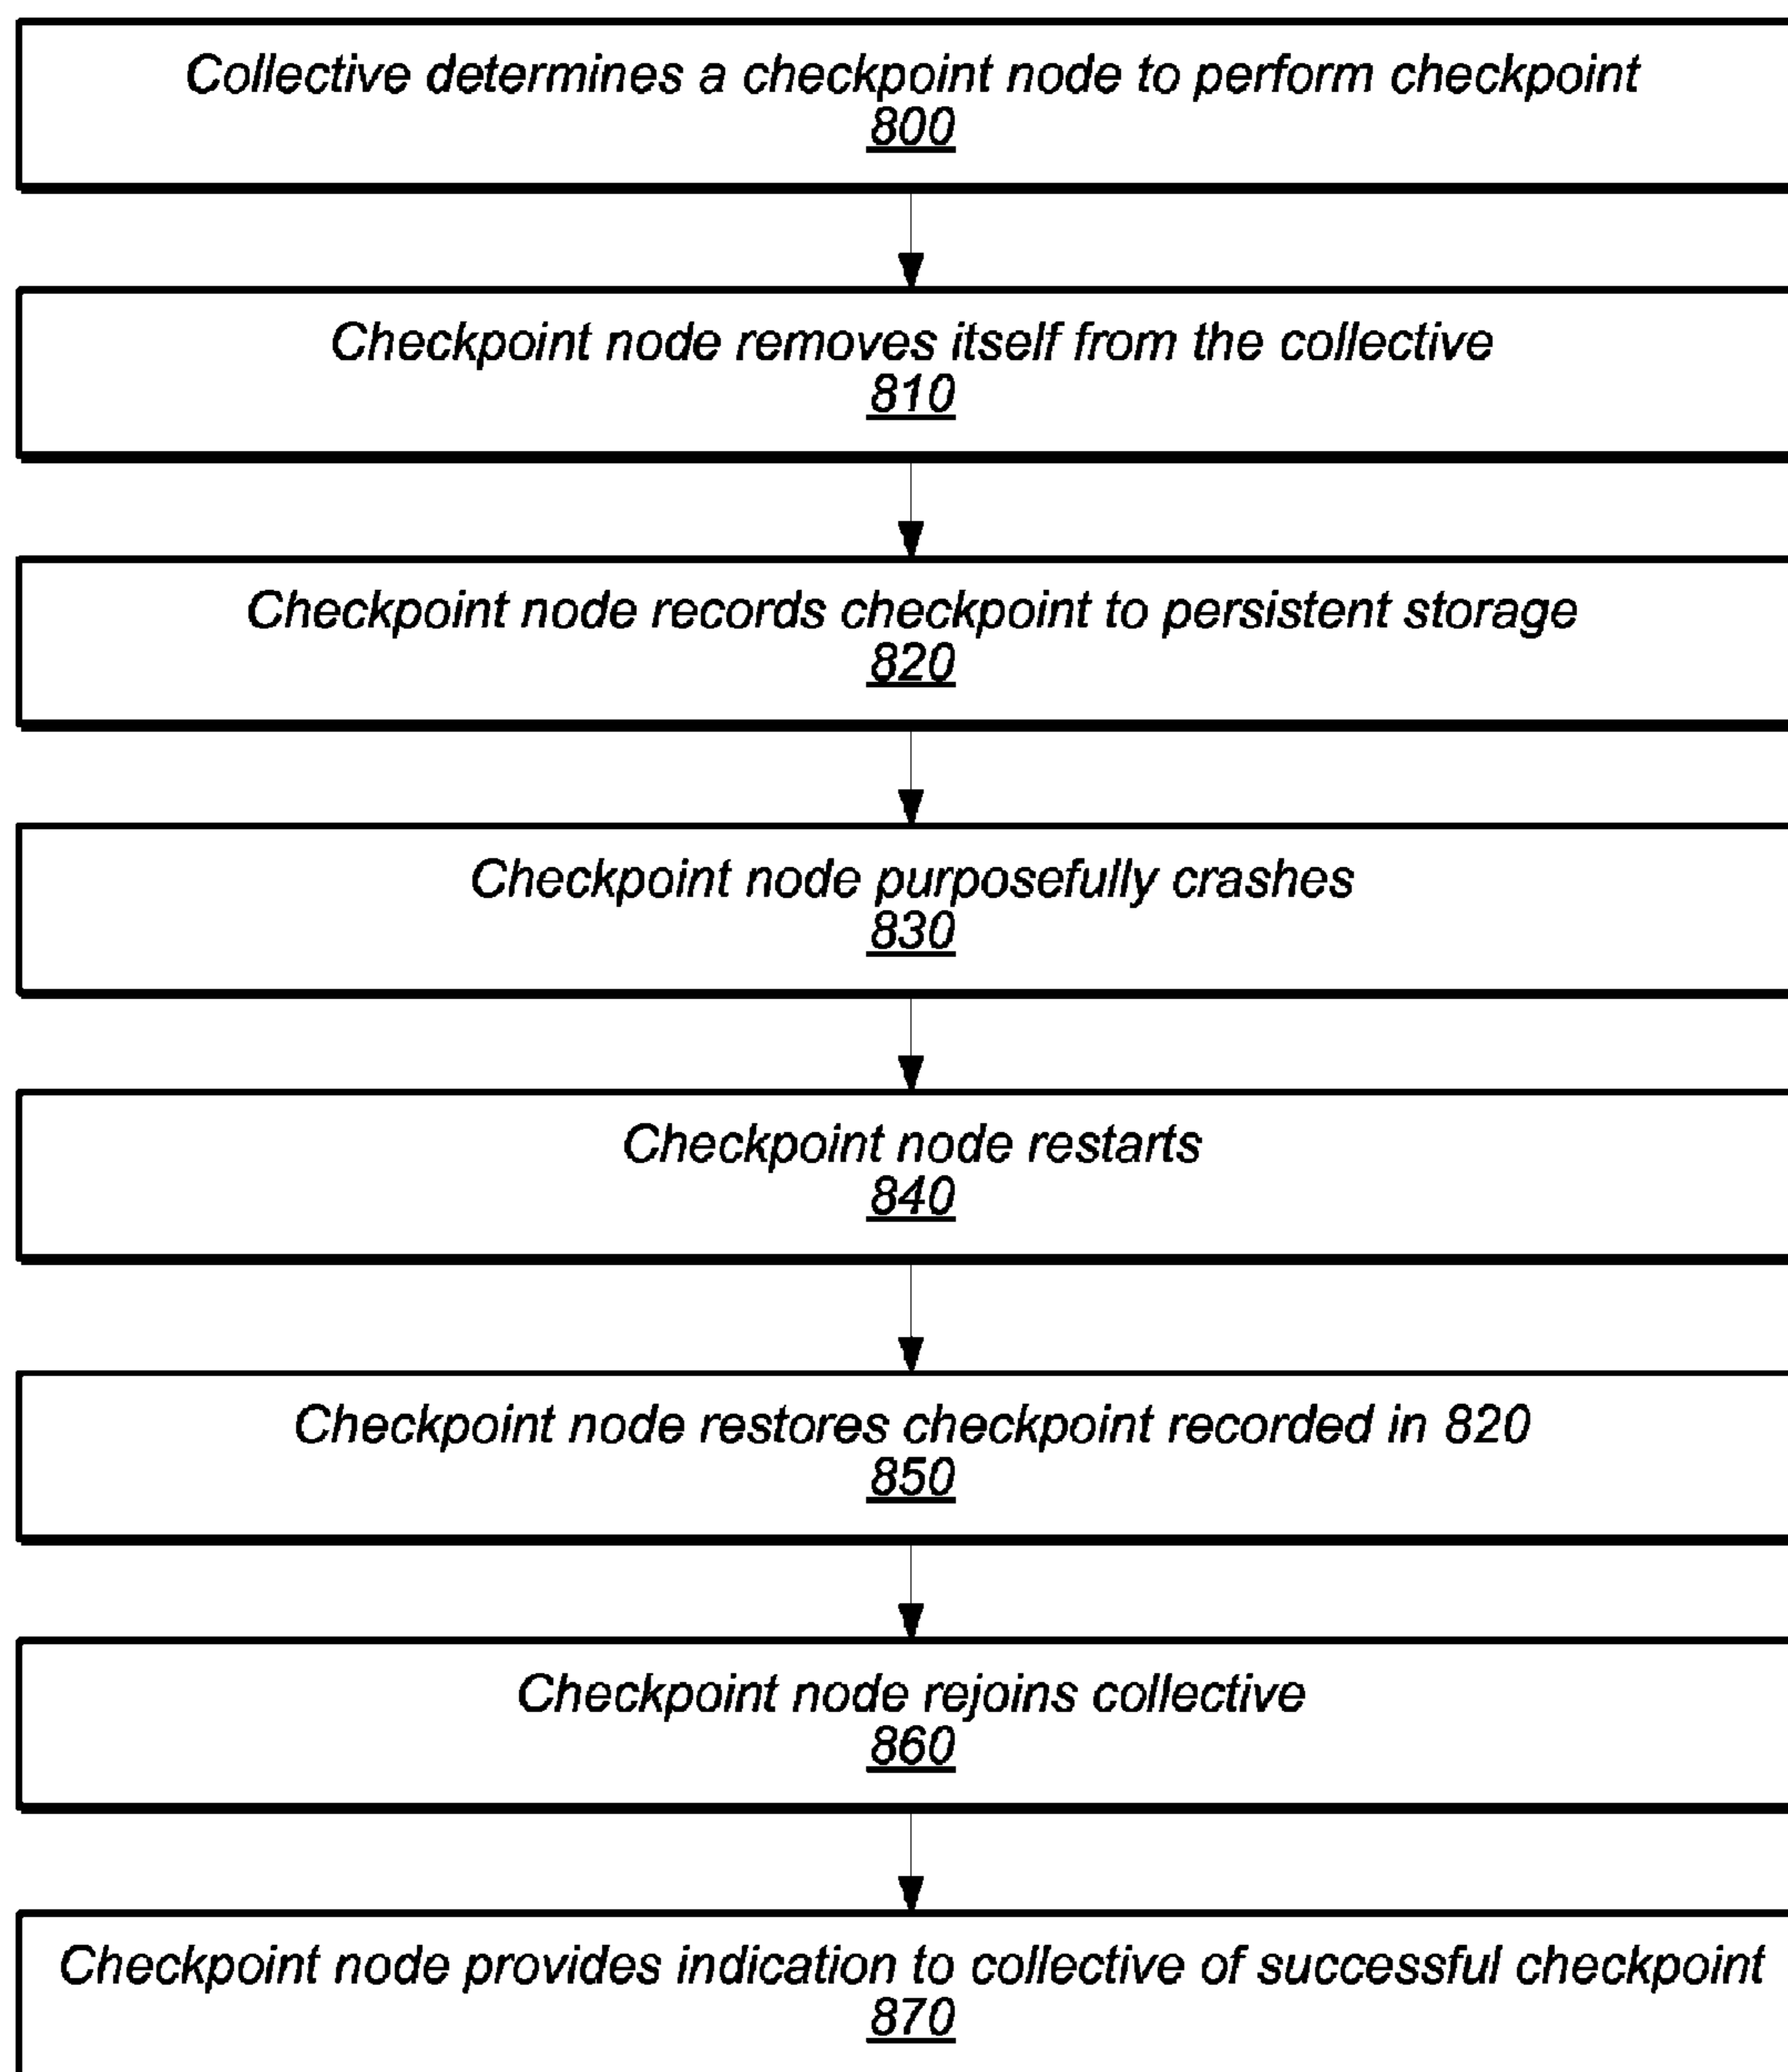 Collective determines a checkpoint node to perform checkpoint
800
Checkpoint node removes itself from the collective
810
Checkpoint node records checkpoint to persistent storage
820
Checkpoint node purposefully crashes
830
Checkpoint node restarts
840
Checkpoint node restores checkpoint recorded in 820
850
Checkpoint node rejoins collective
860
Checkpoint node provides indication to collective of successful checkpoint
870